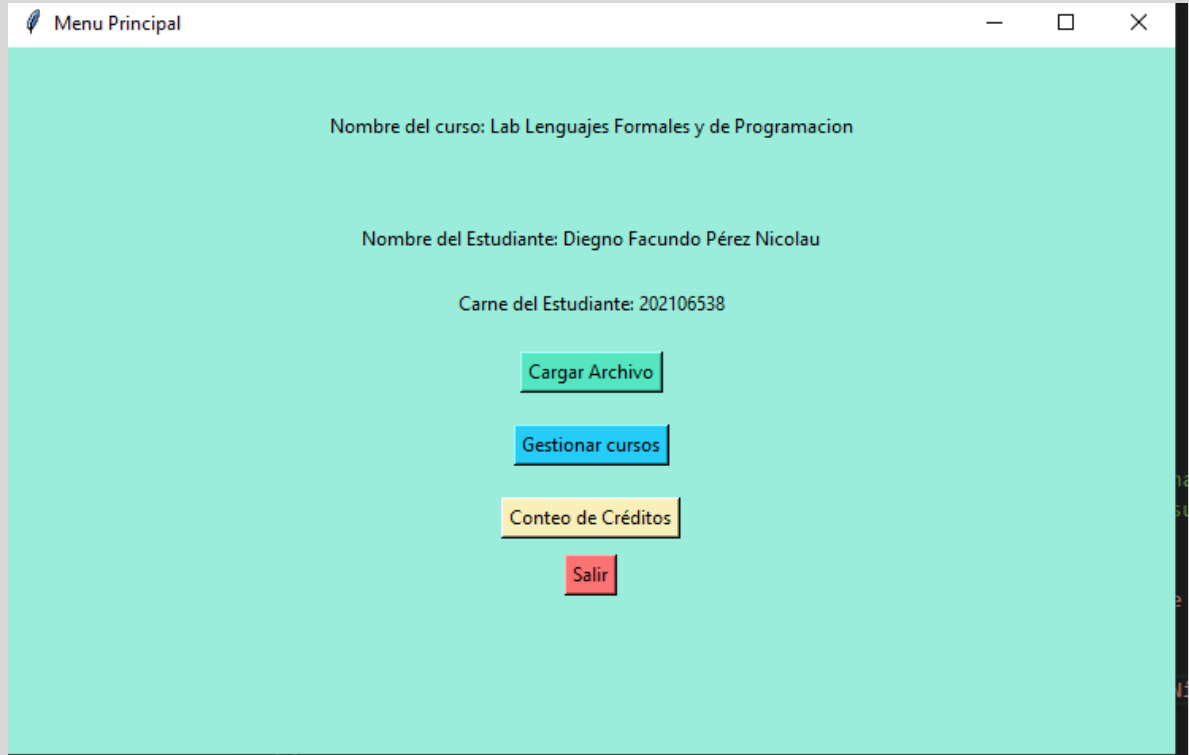 Menu Principal
Nombre del curso: Lab Lenguajes Formales y de Programacion
Nombre del Estudiante: Diegno Facundo Pérez Nicolau
Carne del Estudiante: 202106538
Cargar Archivo
Gestionar cursos
Conteo de Créditos
Salir